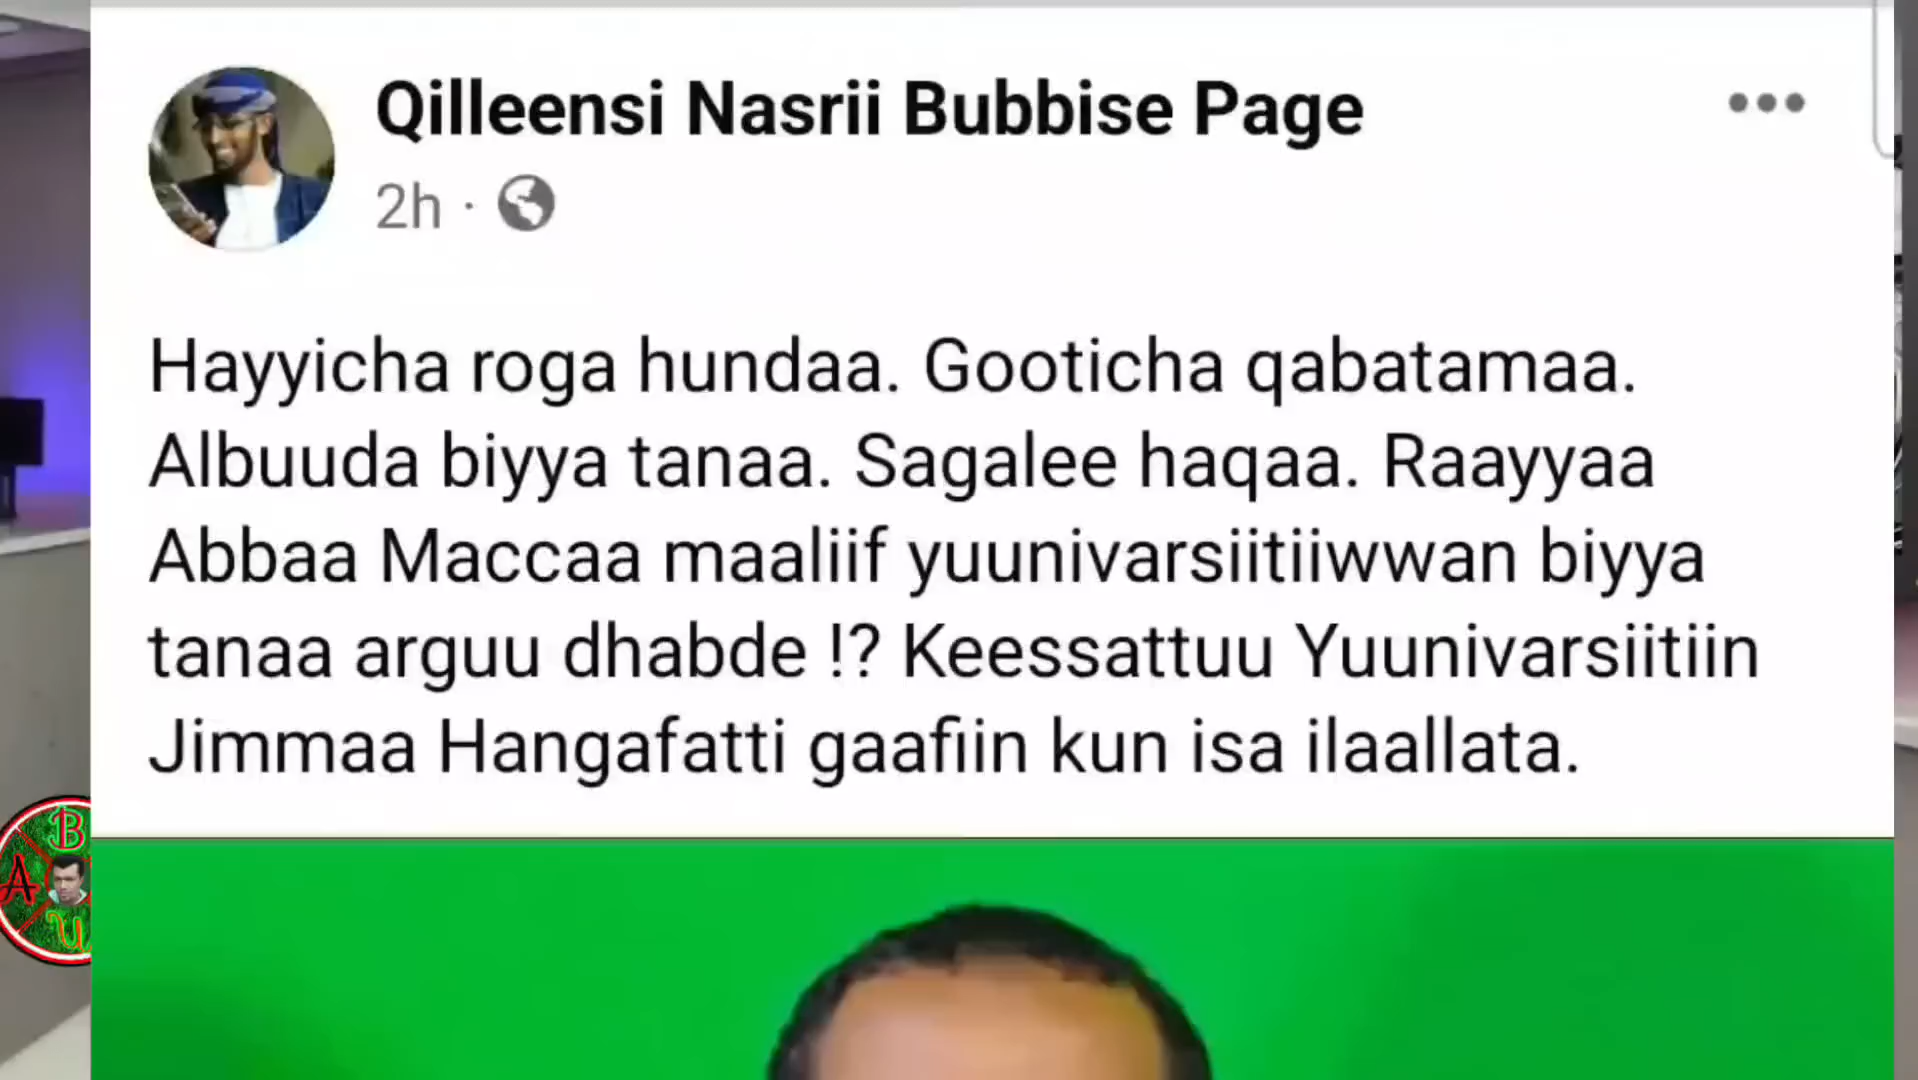 Qilleensi Nasrii Bubbise Page
2h ·
Hayyicha roga hundaa. Gooticha qabatamaa.
Albuuda biyya tanaa. Sagalee haqaa. Raayyaa
Abbaa Maccaa maaliif yuunivarsiitiiwwan biyya
tanaa arguu dhabde !? Keessattuu Yuunivarsiitiin
Jimmaa Hangafatti gaafiin kun isa ilaallata.
B
A
U